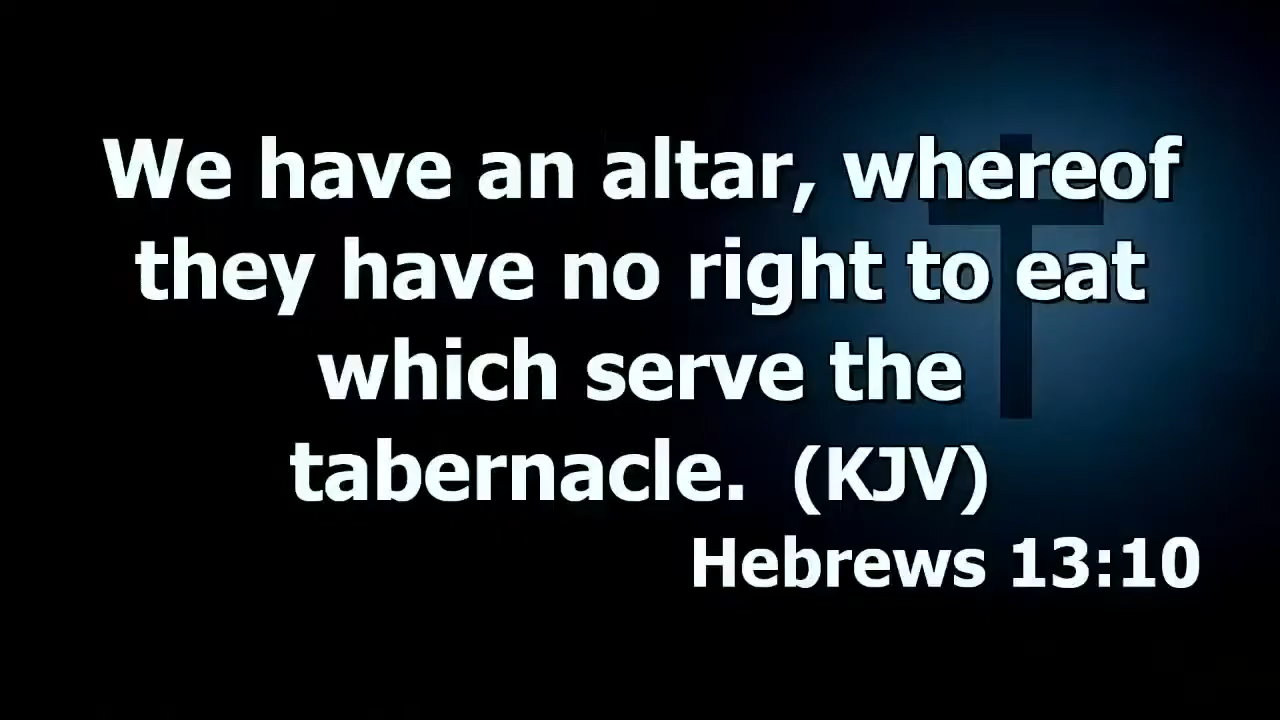 We have an altar, whereof
they have no right to eat
which serve the
tabernacle.  (KJV)
Hebrews 13:10